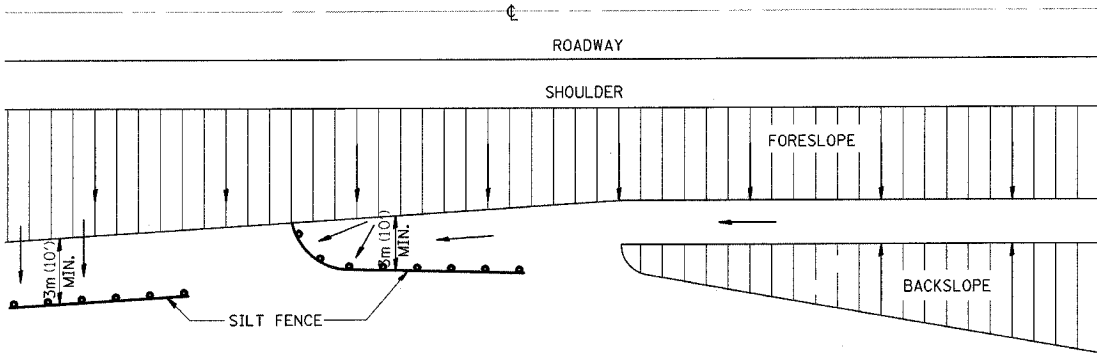 ℄
ROADWAY
SHOULDER
FORESLOPE
3m (10')
MIN.
3m (10')
MIN.
BACKSLOPE
SILT FENCE